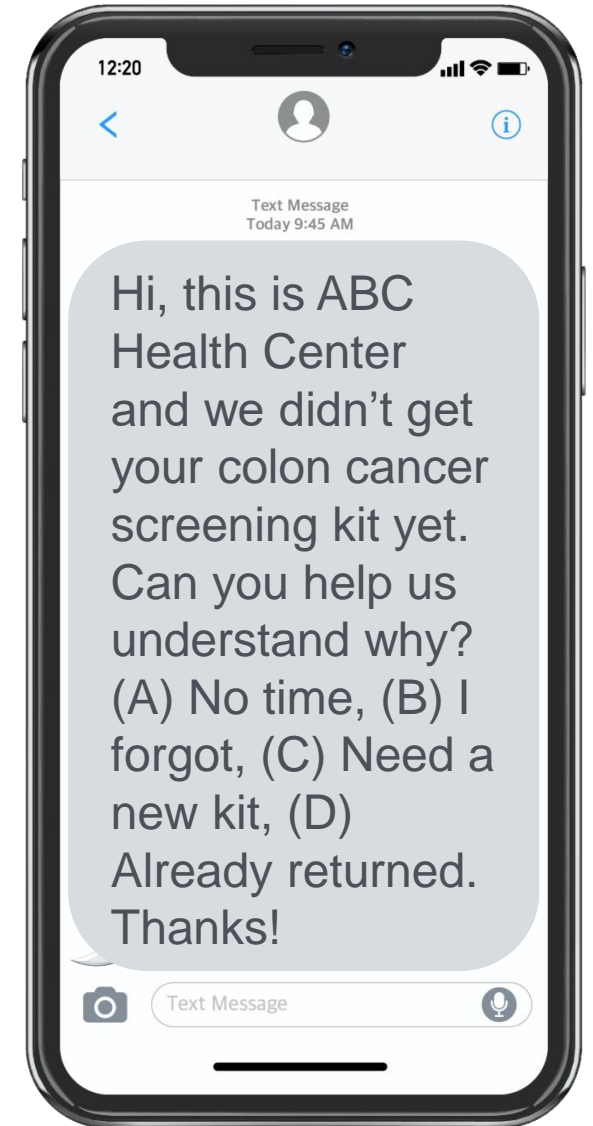 12:20
Text Message
Today 9:45 AM
Hi, this is ABC
Health Center
and we didn’t get
your colon cancer
screening kit yet.
Can you help us
understand why?
(A) No time, (B) I
forgot, (C) Need a
new kit, (D)
Already returned.
Thanks!
Text Message